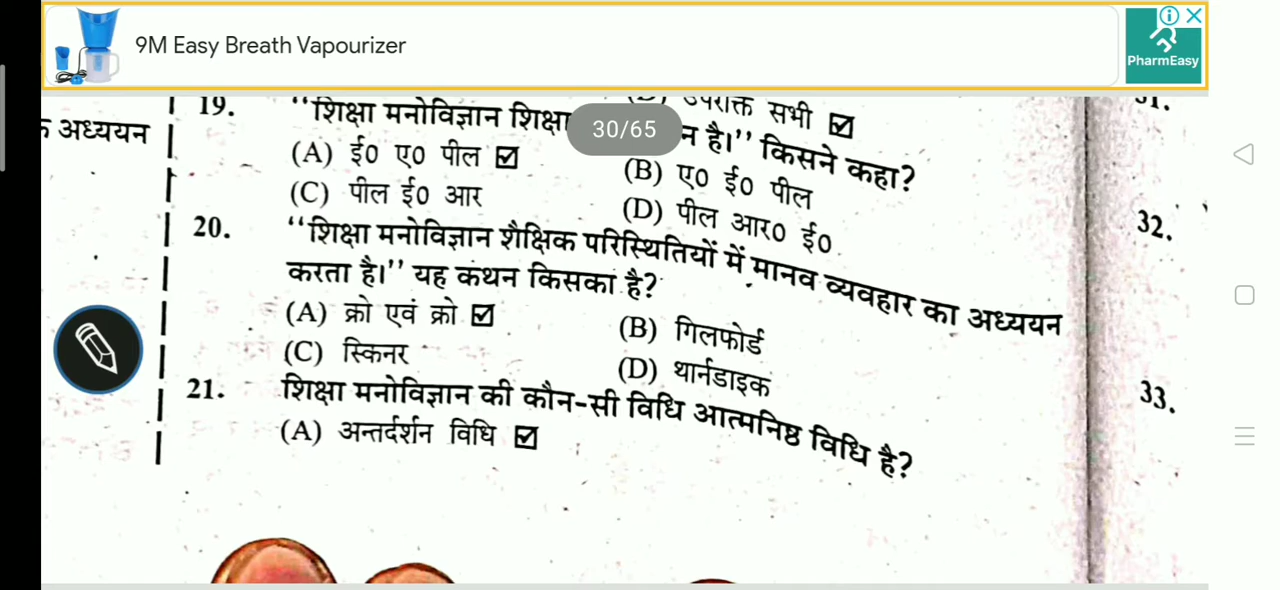 9M Easy Breath Vapourizer
PharmEasy
30/65
अध्ययन
उपरोक्त सभी
19. "शिक्षा मनोविज्ञान शिक्षा है।" किसने कहा?
(A) ई० ए० पील
(B) ए० ई० पील
(C) पील ई० आर
(D) पील आर० ई०
20. "शिक्षा मनोविज्ञान शैक्षिक परिस्थितियों में मानव व्यवहार का अध्ययन
करता है।" यह कथन किसका है?
(A) क्रो एवं क्रो
(B) गिलफोर्ड
(C) स्किनर
(D) थार्नडाइक
21. शिक्षा मनोविज्ञान की कौन-सी विधि आत्मनिष्ठ विधि है?
(A) अन्तर्दर्शन विधि
32.
33.